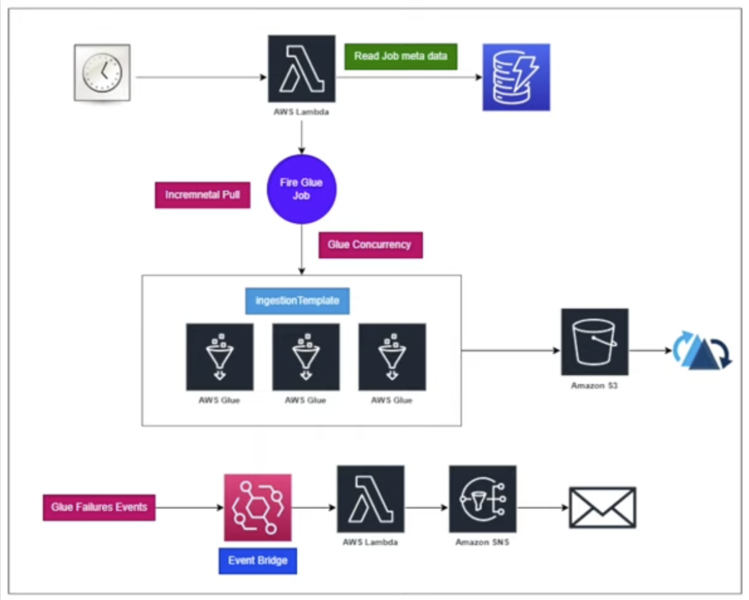 Read Job meta data
AWS Lambda
Fire Glue
Job
Incremnetal Pull
Glue Concurrency
ingestionTemplate
AWS Glue
AWS Glue
AWS Glue
Amazon S3
Glue Failures Events
AWS Lambda
Amazon SNS
Event Bridge